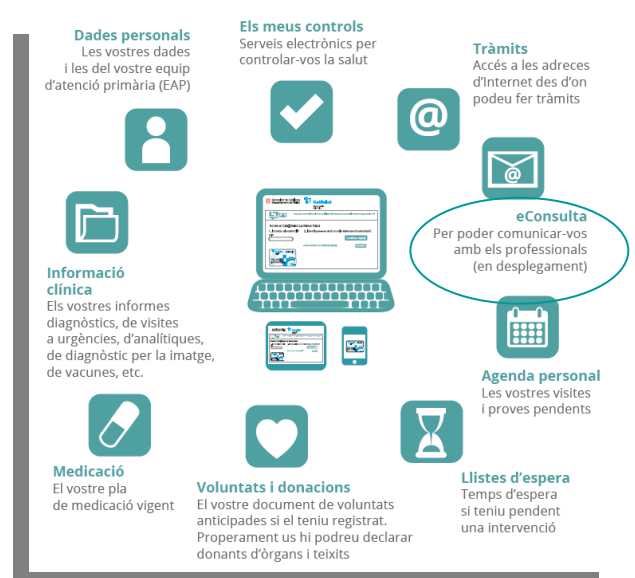 Dades personals
Les vostres dades
i les del vostre equip
d'atenció primària (EAP)
Els meus controls
Serveis electrònics per
controlar-vos la salut
Tràmits
Accés a les adreces
d'Internet des d'on
podeu fer tràmits
@
@
eConsulta
Per poder comunicar-vos
amb els professionals
(en desplegament)
Informació
clínica
Els vostres informes
diagnòstics, de visites
a urgències, d'analítiques,
de diagnòstic per la imatge,
de vacunes, etc.
Agenda personal
Les vostres visites
i proves pendents
Medicació
El vostre pla
de medicació vigent
Voluntats i donacions
El vostre document de voluntats
anticipades si el teniu registrat.
Properament us hi podreu declarar
donants d'òrgans i teixits
Llistes d'espera
Temps d'espera
si teniu pendent
una intervenció